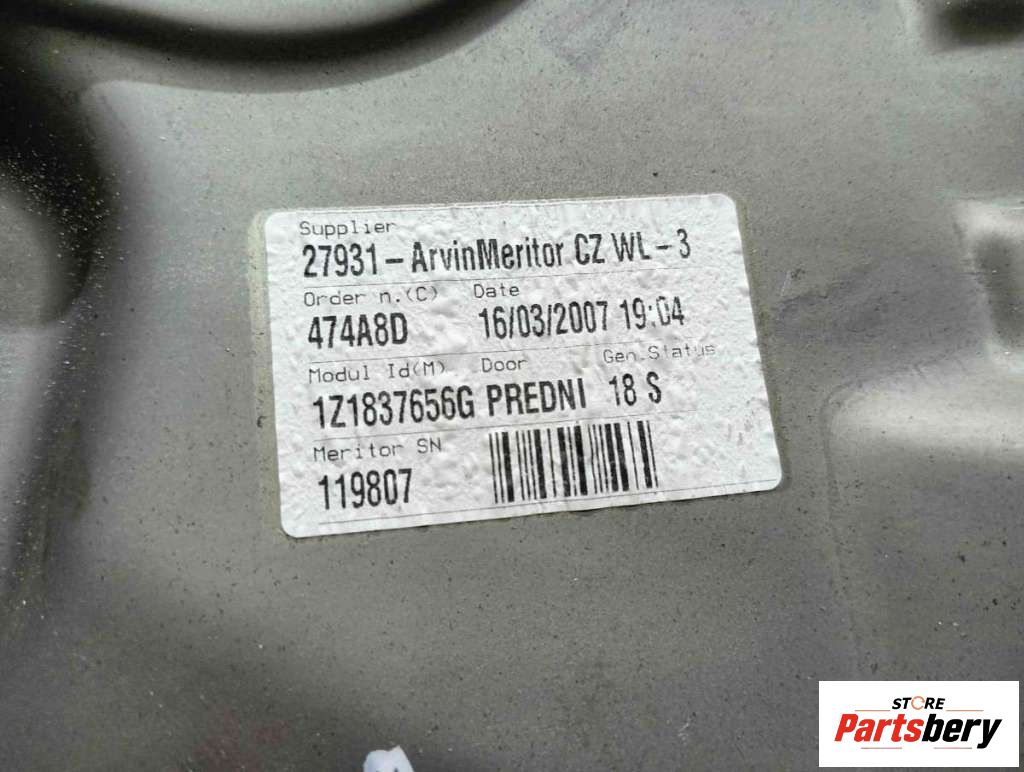 Supplier
27931-ArvinMeritor CZ WL-3
Order n.(C) Date
474A8D 16/03/2007 19:04
Modul Id(M) Door Gen.Status
1Z1837656G PREDNI 18 S
Meritor SN
119807
STORE
Partsbery